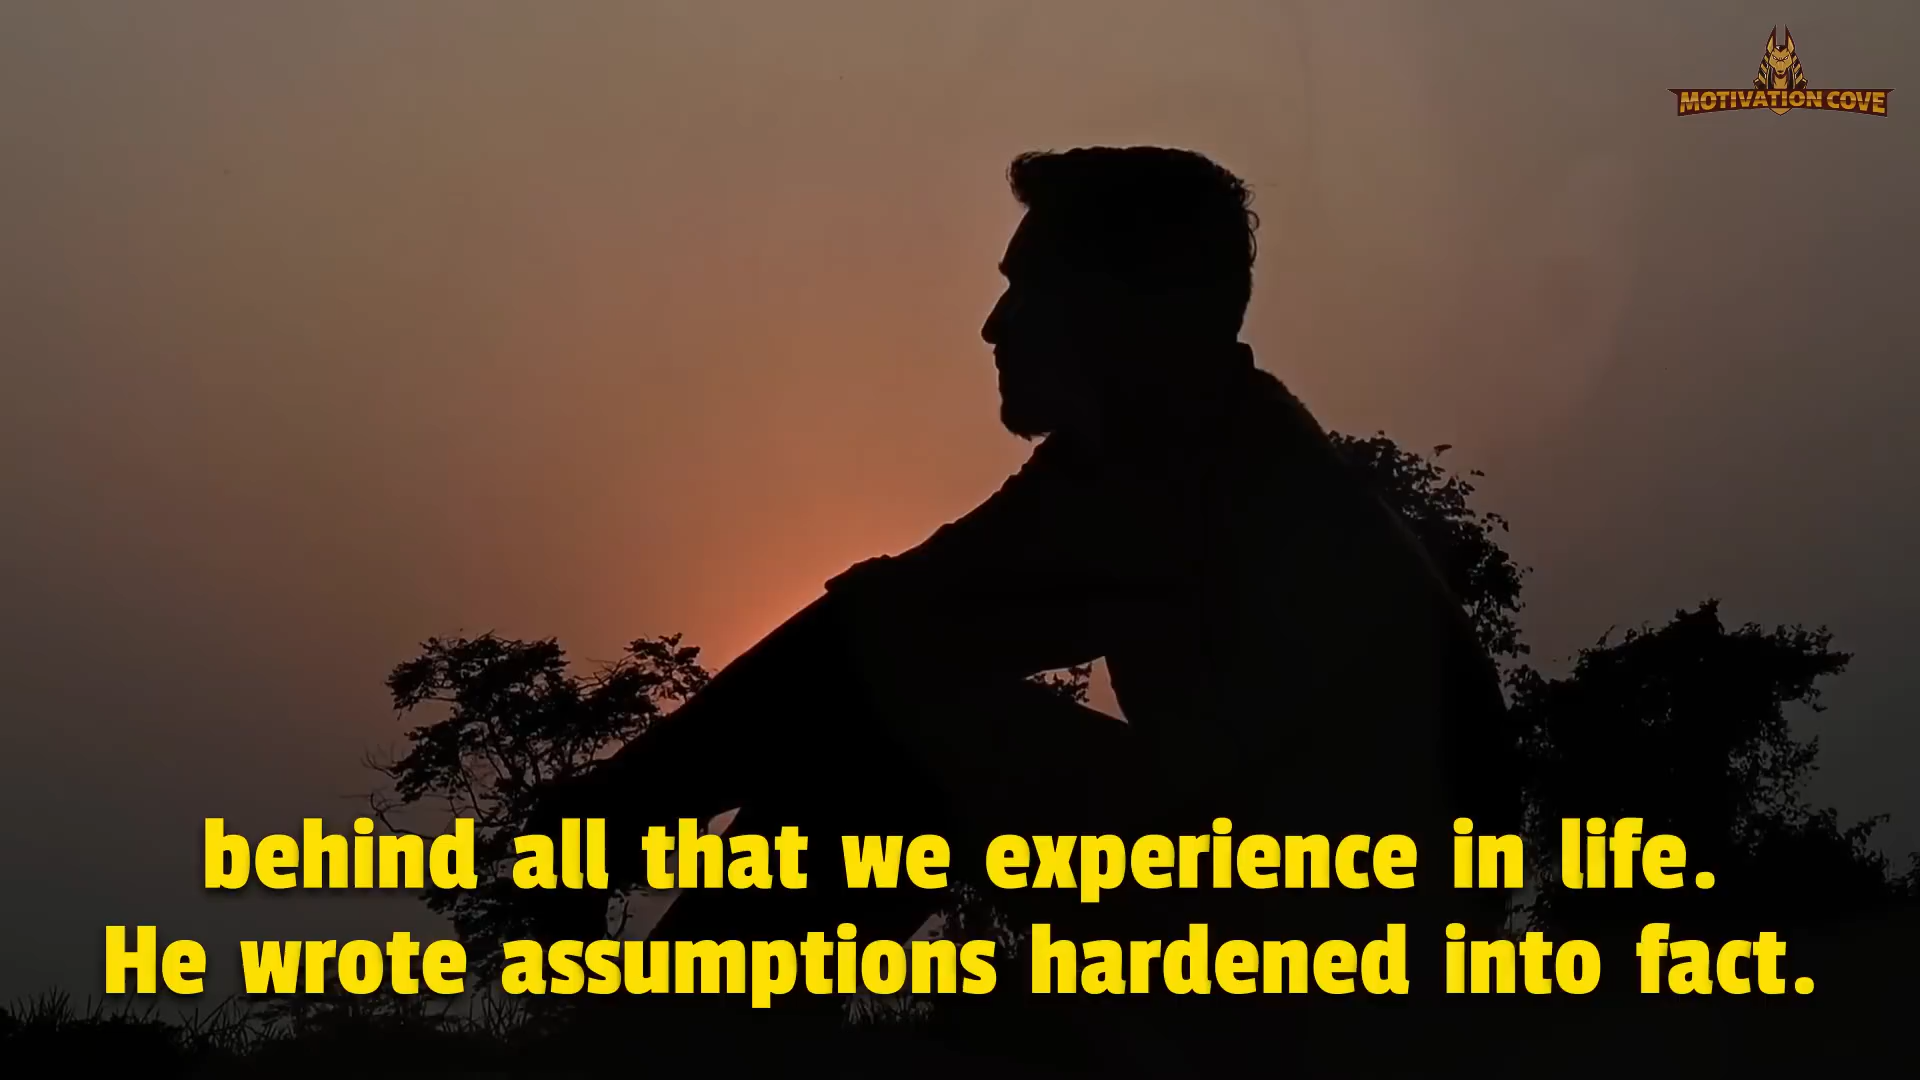 MOTIVATION COVE
behind all that we experience in life.
He wrote assumptions hardened into fact.